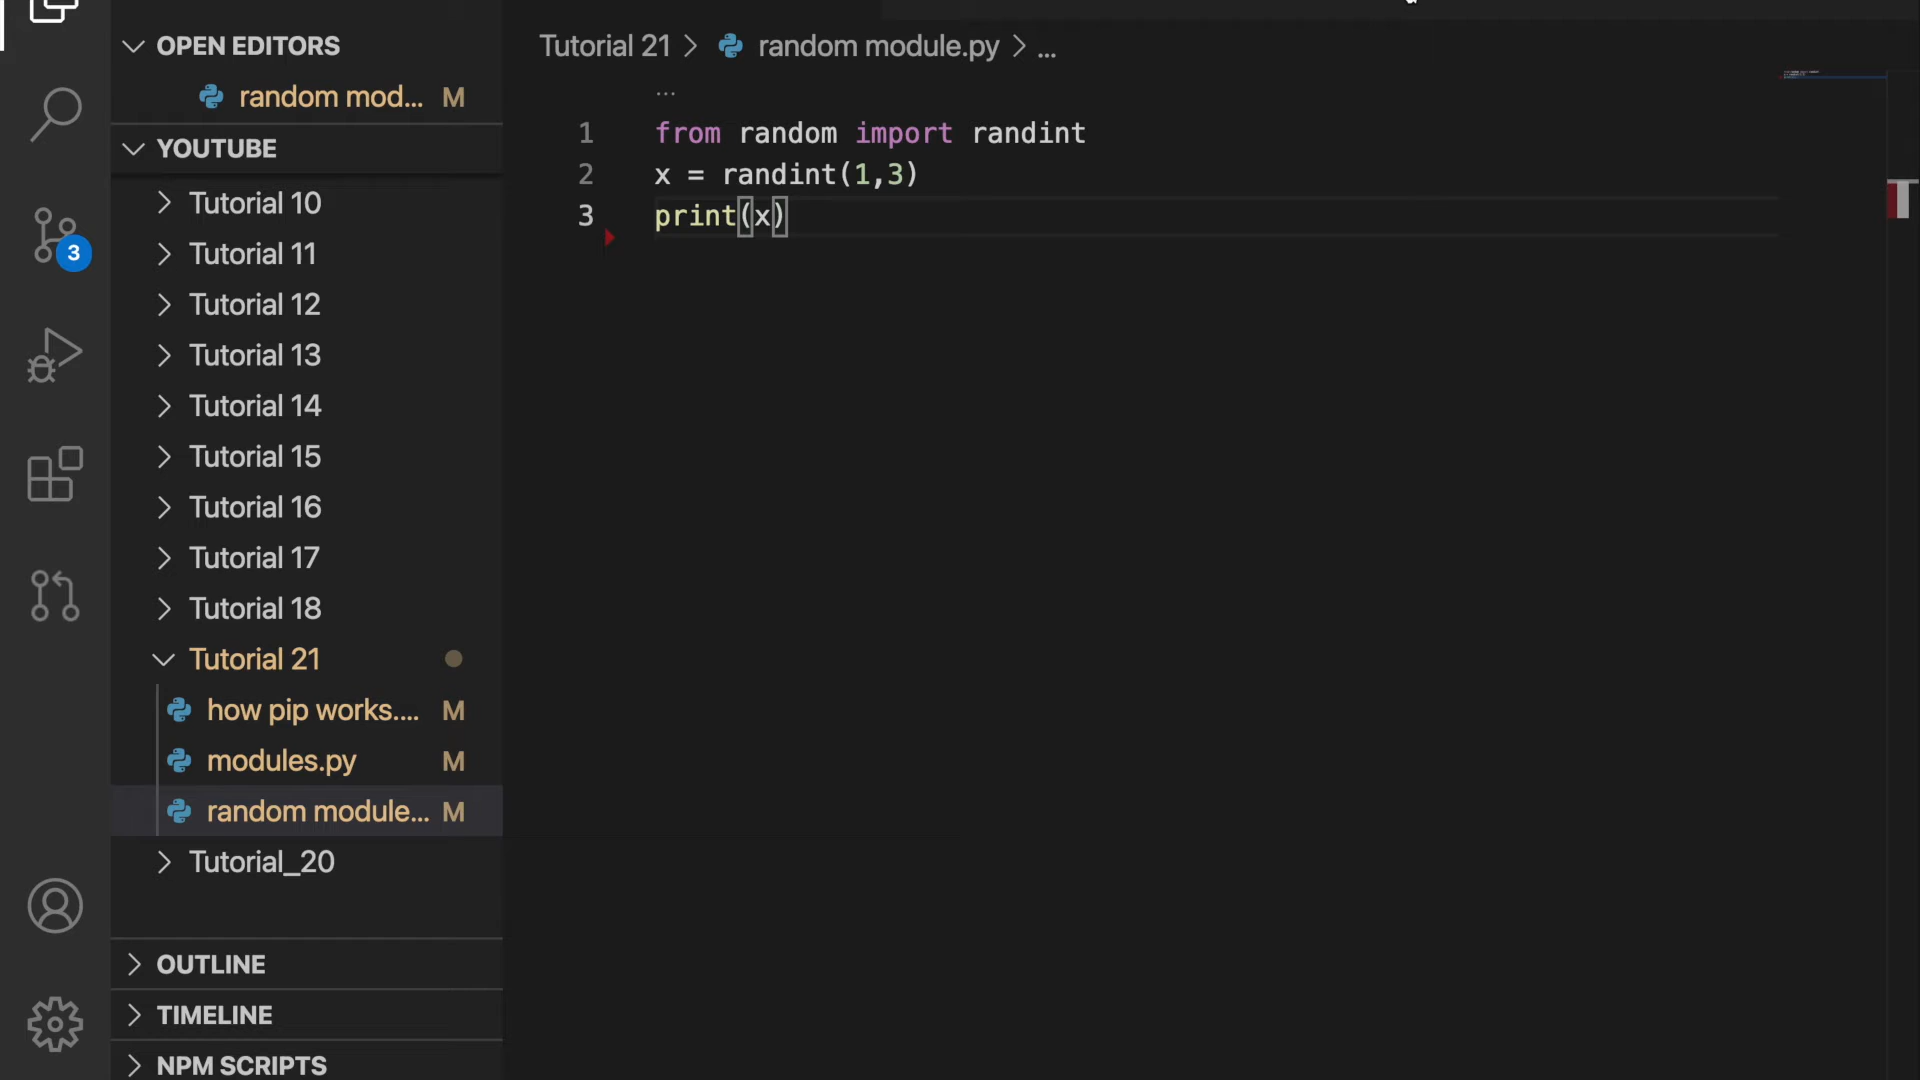 OPEN EDITORS
random mod... M
YOUTUBE
Tutorial 10
Tutorial 11
Tutorial 12
Tutorial 13
Tutorial 14
Tutorial 15
Tutorial 16
Tutorial 17
Tutorial 18
Tutorial 21
how pip works.... M
modules.py M
random module... M
Tutorial_20
OUTLINE
TIMELINE
NPM SCRIPTS
3
Tutorial 21 > random module.py > ...
...
1 from random import randint
2 x = randint(1,3)
3 print(x)